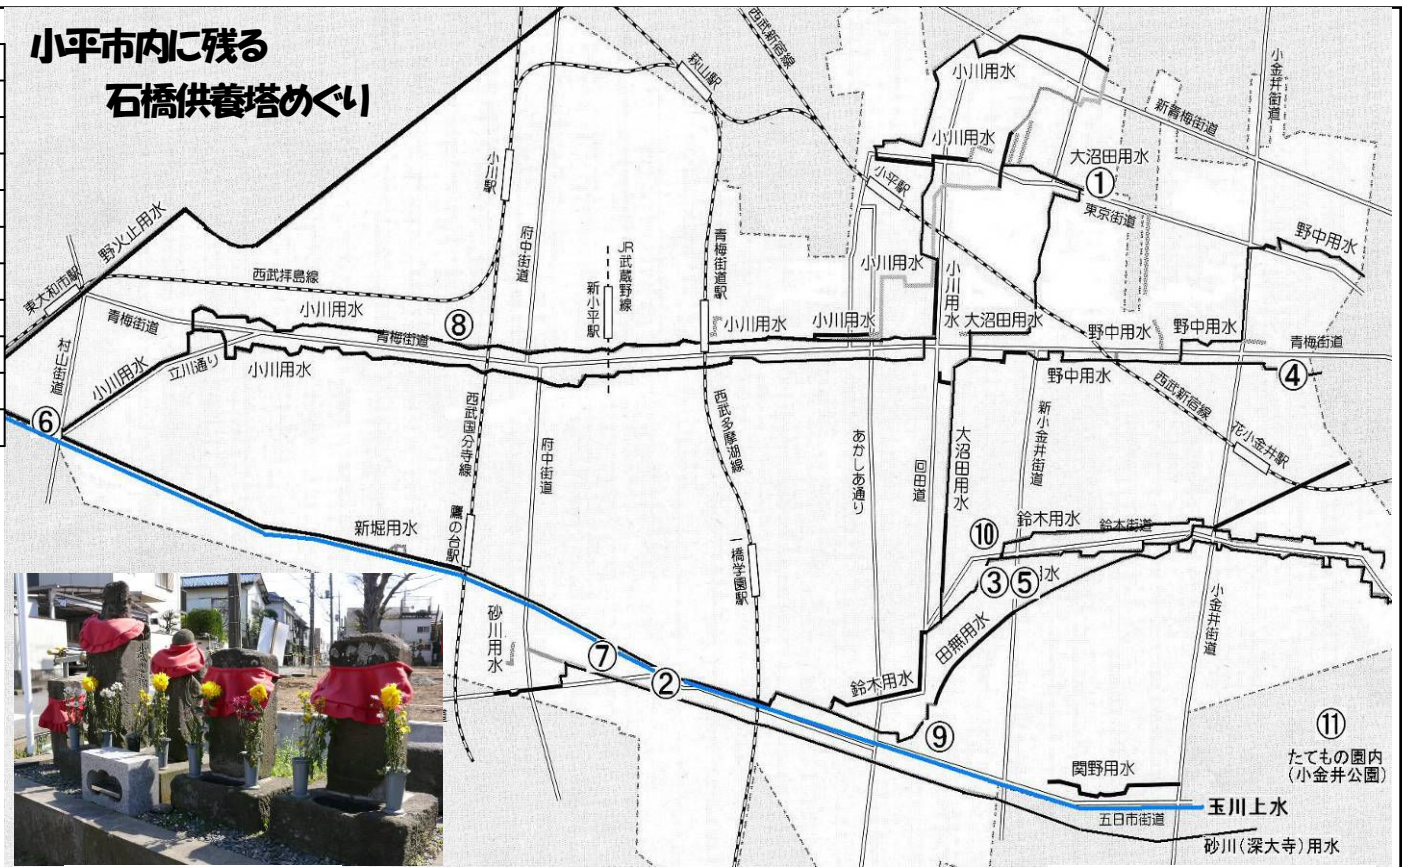 小平市内に残る
石橋供養塔めぐり
西武新宿線
萩山駅
小川用水
小金井街道
新青梅街道
小川用水
大沼田用水
①
小川駅
小平駅
東京街道
野火止用水
府中街道
JR武蔵野線
青梅街道駅
野中用水
東大和市駅
西武拝島線
新小平駅
小川用水
小川用水
小川用水
⑧
青梅街道
青梅街道
小川用水
小川用水
大沼田用水
野中用水
野中用水
青梅街道
村山街道
小川用水
立川通り
小川用水
野中用水
④
⑥
西武国分寺線
西武多摩湖線
新小金井街道
西武新宿線
花小金井駅
府中街道
あかしあ通り
回田道
大沼田用水
新堀用水
鷹の台駅
一橋学園駅
⑩
鈴木用水
鈴木街道
③
⑤
用水
小金井街道
砂川用水
田無用水
⑦
②
鈴木用水
⑨
⑪
たてもの園内
(小金井公園)
関野用水
玉川上水
五日市街道
砂川(深大寺)用水
道